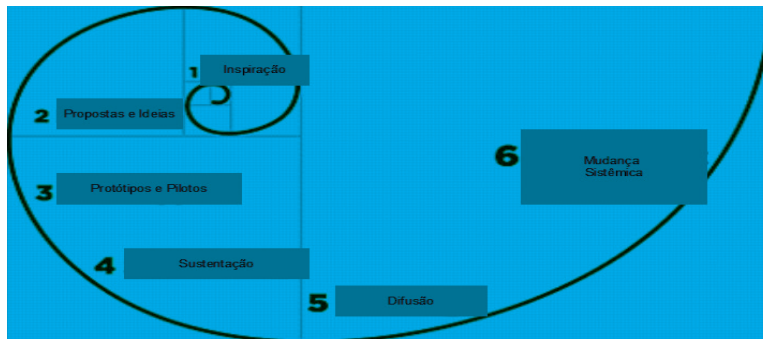 1 Inspiração
2 Propostas e Ideias
3 Protótipos e Pilotos
4 Sustentação
5 Difusão
6 Mudança
Sistêmica